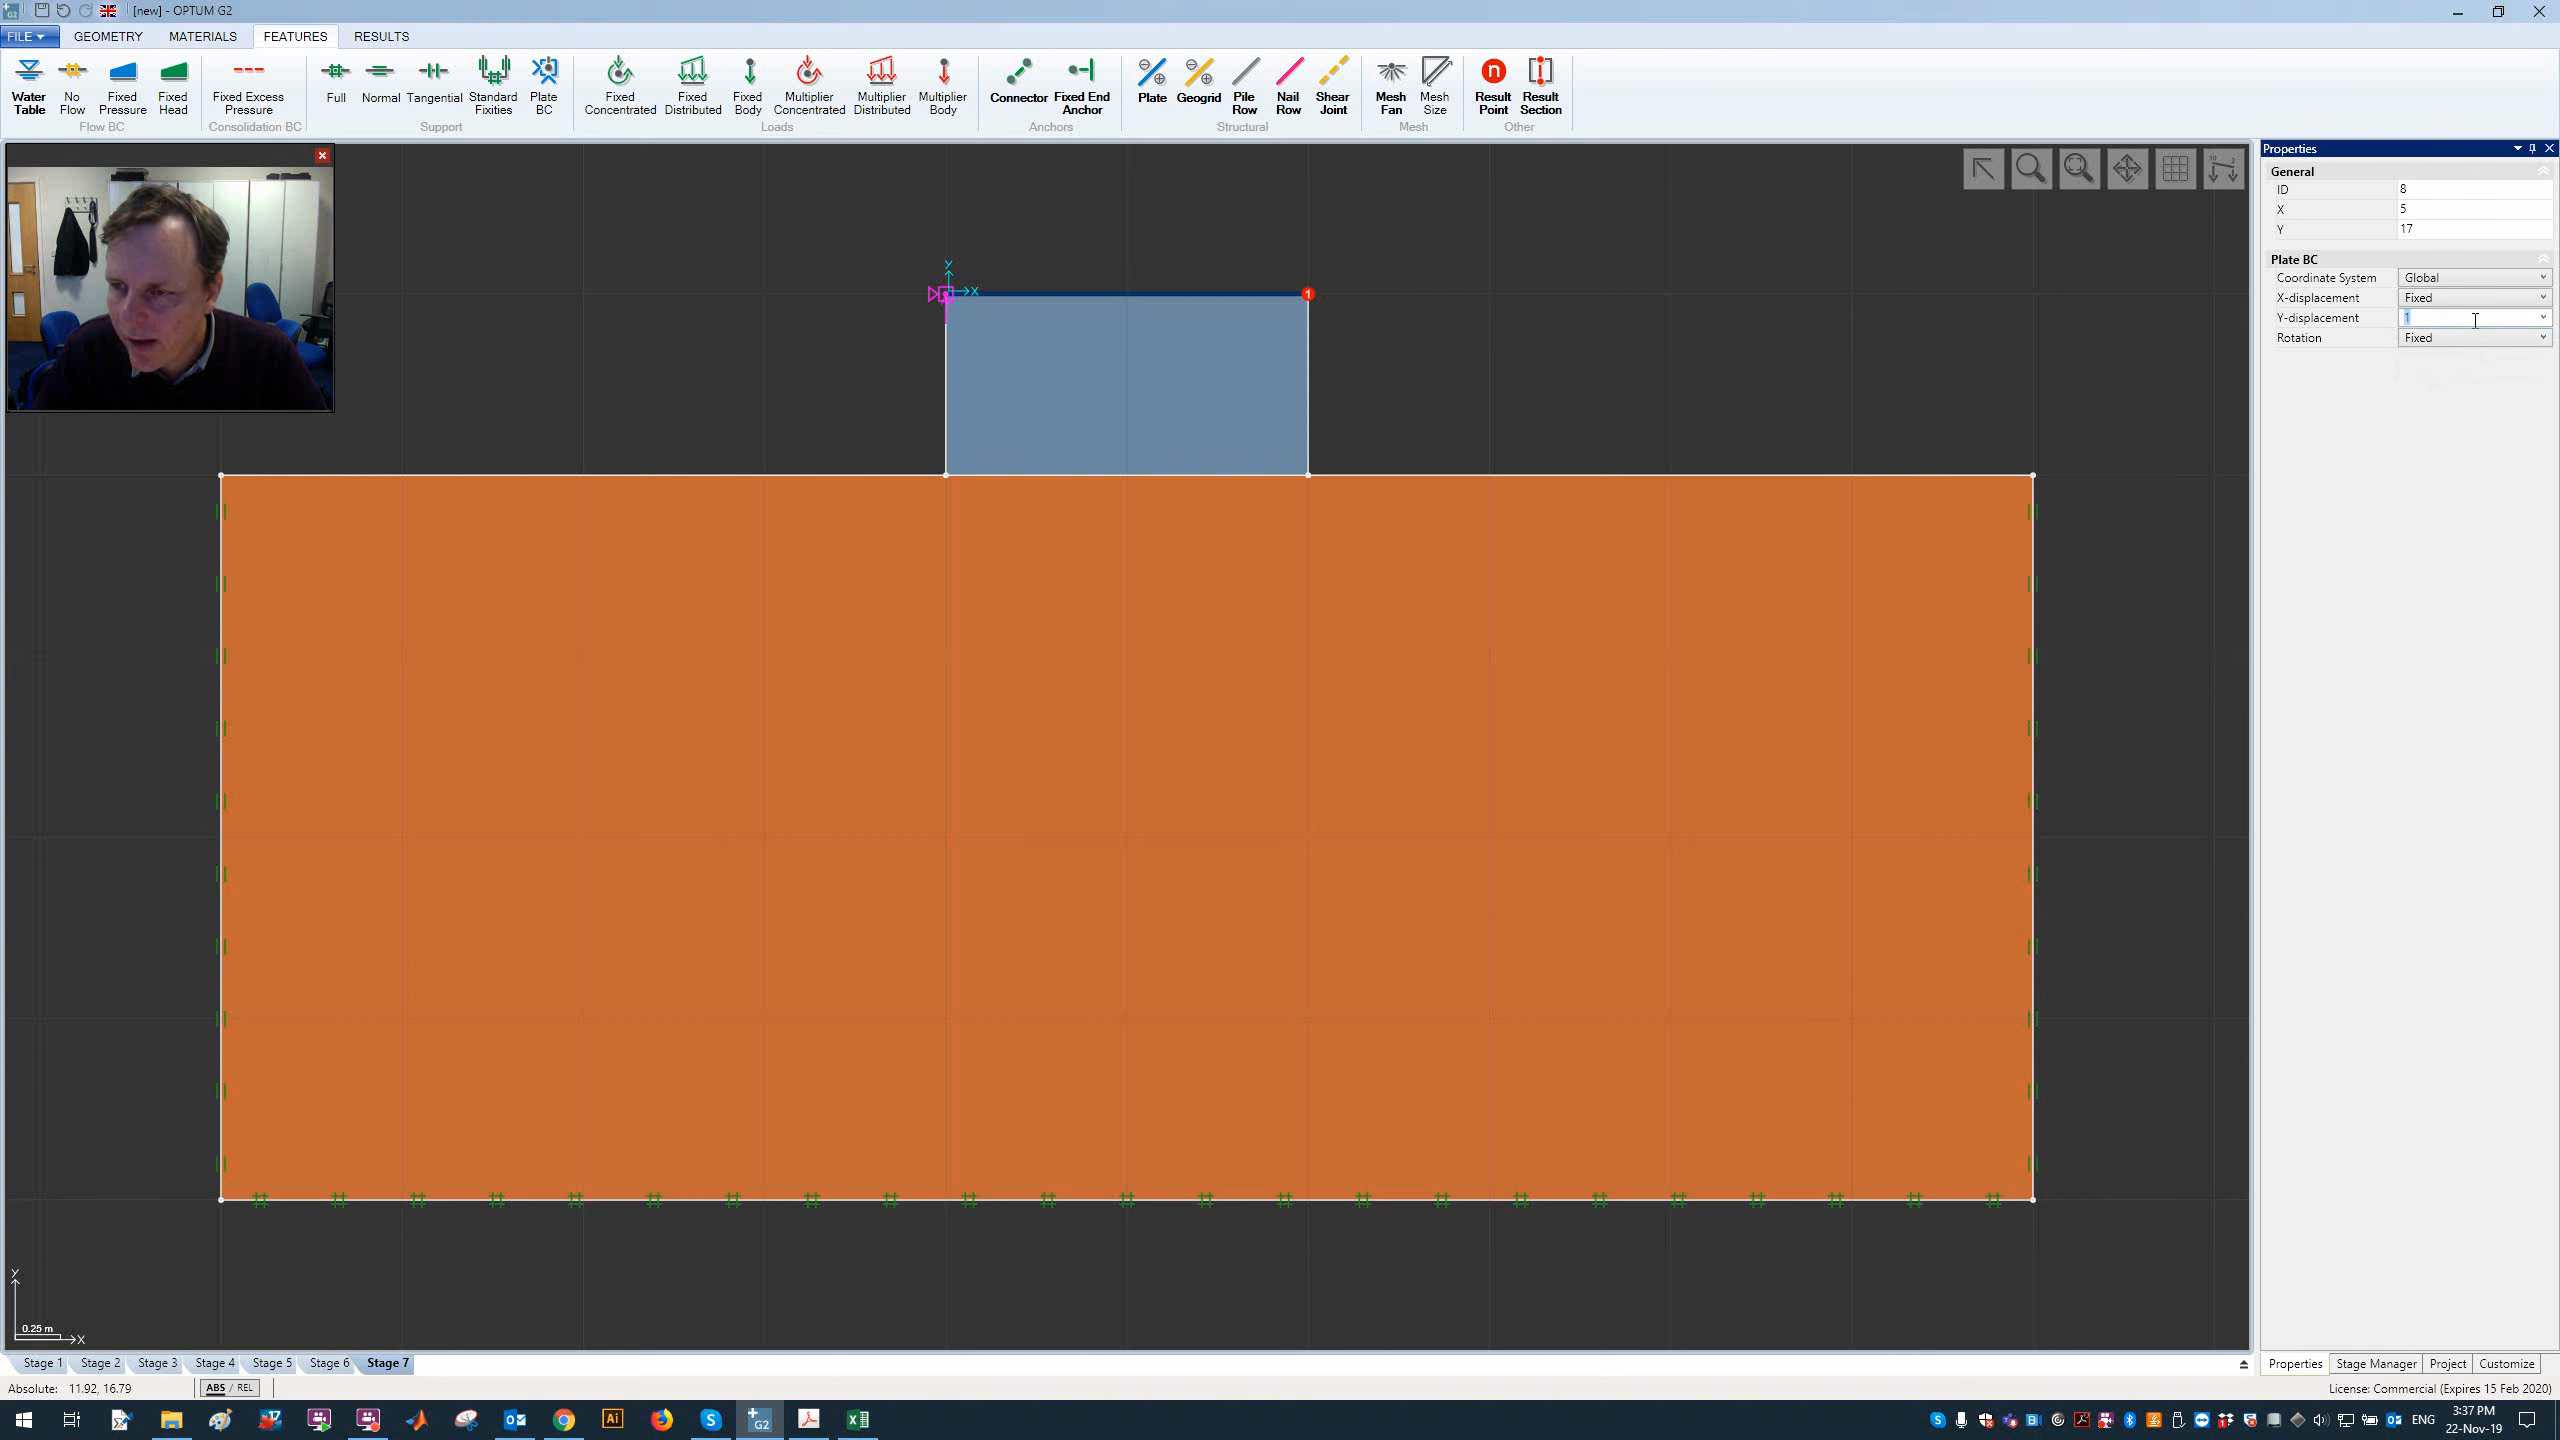 [new] - OPTUM G2
FILE GEOMETRY MATERIALS FEATURES RESULTS
Water Table
No Flow
Fixed Pressure
Fixed Head
Flow BC
Fixed Excess Pressure
Consolidation BC
Full
Normal
Tangential
Standard Fixities
Plate BC
Support
Fixed Concentrated
Fixed Distributed
Fixed Body
Multiplier Concentrated
Multiplier Distributed
Multiplier Body
Loads
Connector
Fixed End Anchor
Anchors
Plate
Geogrid
Pile Row
Nail Row
Shear Joint
Structural
Mesh Fan
Mesh Size
Mesh
n
Result Point
Result Section
Other
Properties
General
ID 8
X 5
Y 17
Plate BC
Coordinate System Global
X-displacement Fixed
Y-displacement 1
Rotation Fixed
Y
X
1
Y
0.25 m
X
Stage 1 Stage 2 Stage 3 Stage 4 Stage 5 Stage 6 Stage 7
Properties Stage Manager Project Customize
Absolute: 11.92, 16.79 ABS / REL
License: Commercial (Expires 15 Feb 2020)
ENG
3:37 PM
22-Nov-19